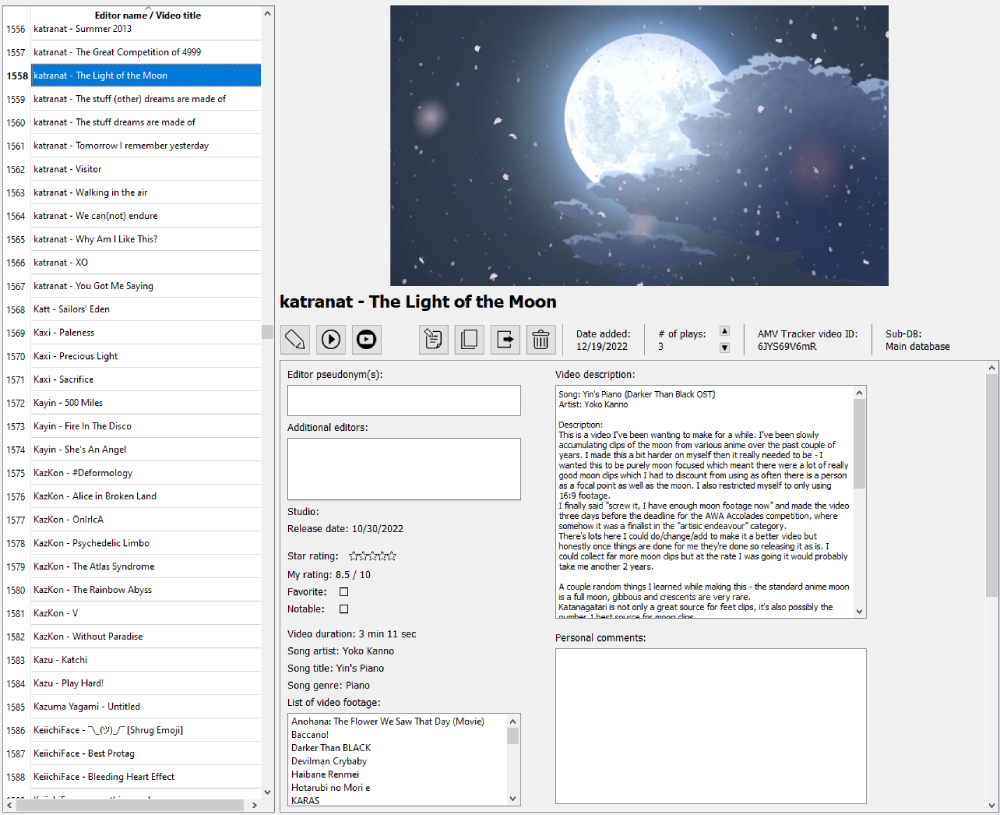 Editor name / Video title
1556 katranat - Summer 2013
1557 katranat - The Great Competition of 4999
1558 katranat - The Light of the Moon
1559 katranat - The stuff (other) dreams are made of
1560 katranat - The stuff dreams are made of
1561 katranat - Tomorrow I remember yesterday
1562 katranat - Visitor
1563 katranat - Walking in the air
1564 katranat - We can(not) endure
1565 katranat - Why Am I Like This?
1566 katranat - XO
1567 katranat - You Got Me Saying
1568 Katt - Sailors' Eden
1569 Kaxi - Paleness
1570 Kaxi - Precious Light
1571 Kaxi - Sacrifice
1572 Kayin - 500 Miles
1573 Kayin - Fire In The Disco
1574 Kayin - She's An Angel
1575 KazKon - #Deformology
1576 KazKon - Alice in Broken Land
1577 KazKon - OnIrIcA
1578 KazKon - Psychedelic Limbo
1579 KazKon - The Atlas Syndrome
1580 KazKon - The Rainbow Abyss
1581 KazKon - V
1582 KazKon - Without Paradise
1583 Kazu - Katchi
1584 Kazu - Play Hard!
1585 Kazuma Yagami - Untitled
1586 KeiichiFace - ¯\_(ツ)_/¯ [Shrug Emoji]
1587 KeiichiFace - Best Protag
1588 KeiichiFace - Bleeding Heart Effect
katranat - The Light of the Moon
Date added:
12/19/2022
# of plays:
3
AMV Tracker video ID:
6JYS69V6mR
Sub-DB:
Main database
Editor pseudonym(s):
Additional editors:
Studio:
Release date: 10/30/2022
Star rating:
My rating: 8.5 / 10
Favorite:
Notable:
Video duration: 3 min 11 sec
Song artist: Yoko Kanno
Song title: Yin's Piano
Song genre: Piano
List of video footage:
Anohana: The Flower We Saw That Day (Movie)
Baccano!
Darker Than BLACK
Devilman Crybaby
Haibane Renmei
Hotarubi no Mori e
KARAS
Video description:
Song: Yin's Piano (Darker Than Black OST)
Artist: Yoko Kanno
Description:
This is a video I've been wanting to make for a while. I've been slowly
accumulating clips of the moon from various anime over the past couple of
years. I made this a bit harder on myself then it really needed to be - I
wanted this to be purely moon focused which meant there were a lot of really
good moon clips which I had to discount from using as often there is a person
as a focal point as well as the moon. I also restricted myself to only using
16:9 footage.
I finally said "screw it, I have enough moon footage now" and made the video
three days before the deadline for the AWA Accolades competition, where
somehow it was a finalist in the "artisic endeavour" category.
There's lots here I could do/change/add to make it a better video but
honestly once things are done for me they're done so releasing it as is. I
could collect far more moon clips but at the rate I was going it would probably
take me another 2 years.
A couple random things I learned while making this - the standard anime moon
is a full moon, gibbous and crescents are very rare.
Katanagatari is not only a great source for feet clips, it's also possibly the
number 1 best source for moon clips
Personal comments: